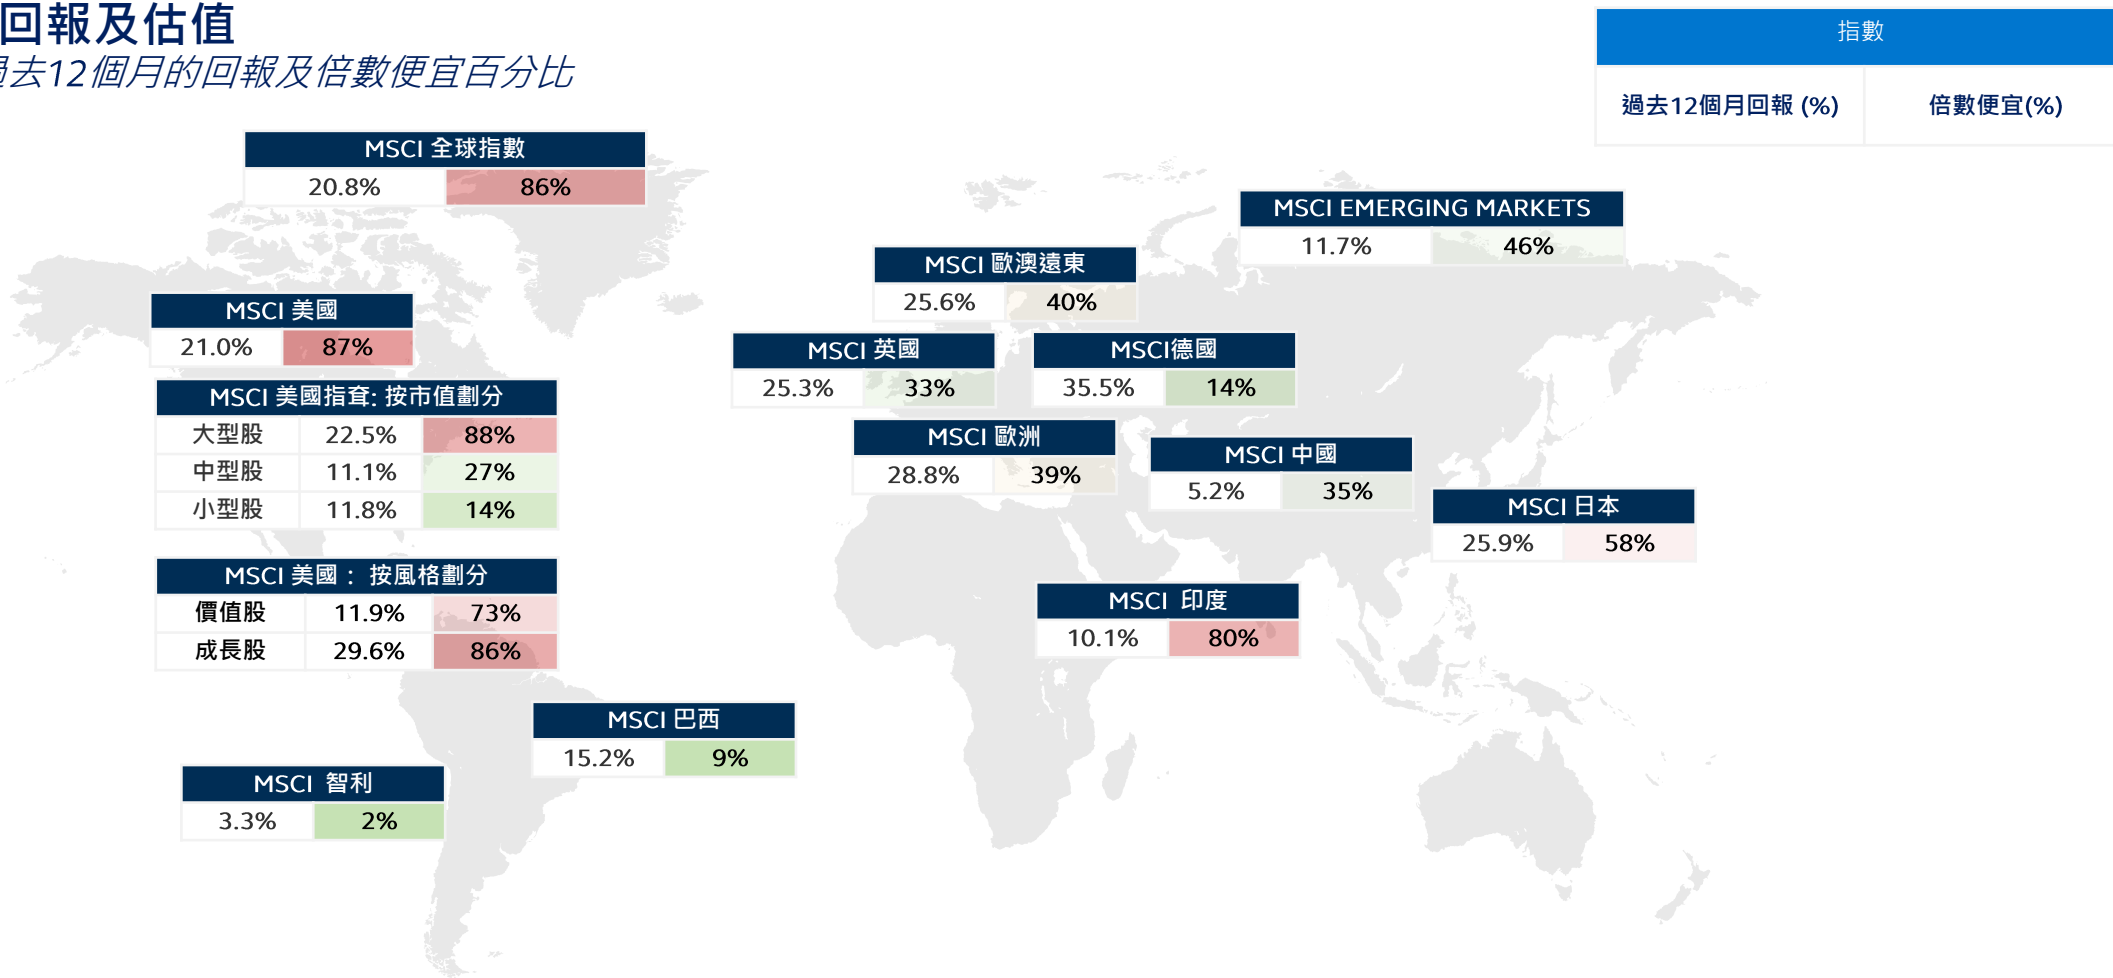 回報及估值
過去12個月的回報及倍數便宜百分比
指數
過去12個月回報 (%)
倍數便宜(%)
MSCI 全球指數
20.8% 86%
MSCI EMERGING MARKETS
11.7% 46%
MSCI 歐澳遠東
25.6% 40%
MSCI 美國
21.0% 87%
MSCI 英國
25.3% 33%
MSCI德國
35.5% 14%
MSCI 美國指耷: 按市值劃分
大型股 22.5% 88%
中型股 11.1% 27%
小型股 11.8% 14%
MSCI 歐洲
28.8% 39%
MSCI 中國
5.2% 35%
MSCI 日本
25.9% 58%
MSCI 美國： 按風格劃分
價值股 11.9% 73%
成長股 29.6% 86%
MSCI 印度
10.1% 80%
MSCI 巴西
15.2% 9%
MSCI 智利
3.3% 2%